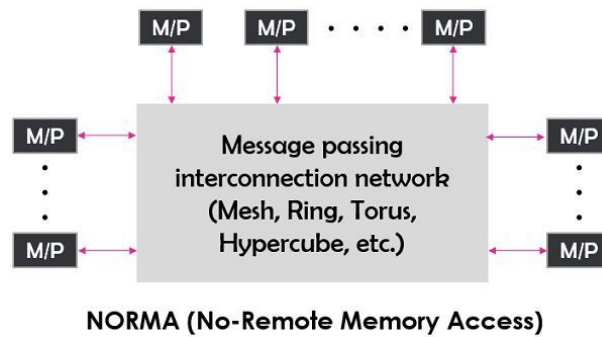 M/P M/P . . . . M/P
M/P
M/P
Message passing
interconnection network
(Mesh, Ring, Torus,
Hypercube, etc.)
M/P
M/P
NORMA (No-Remote Memory Access)